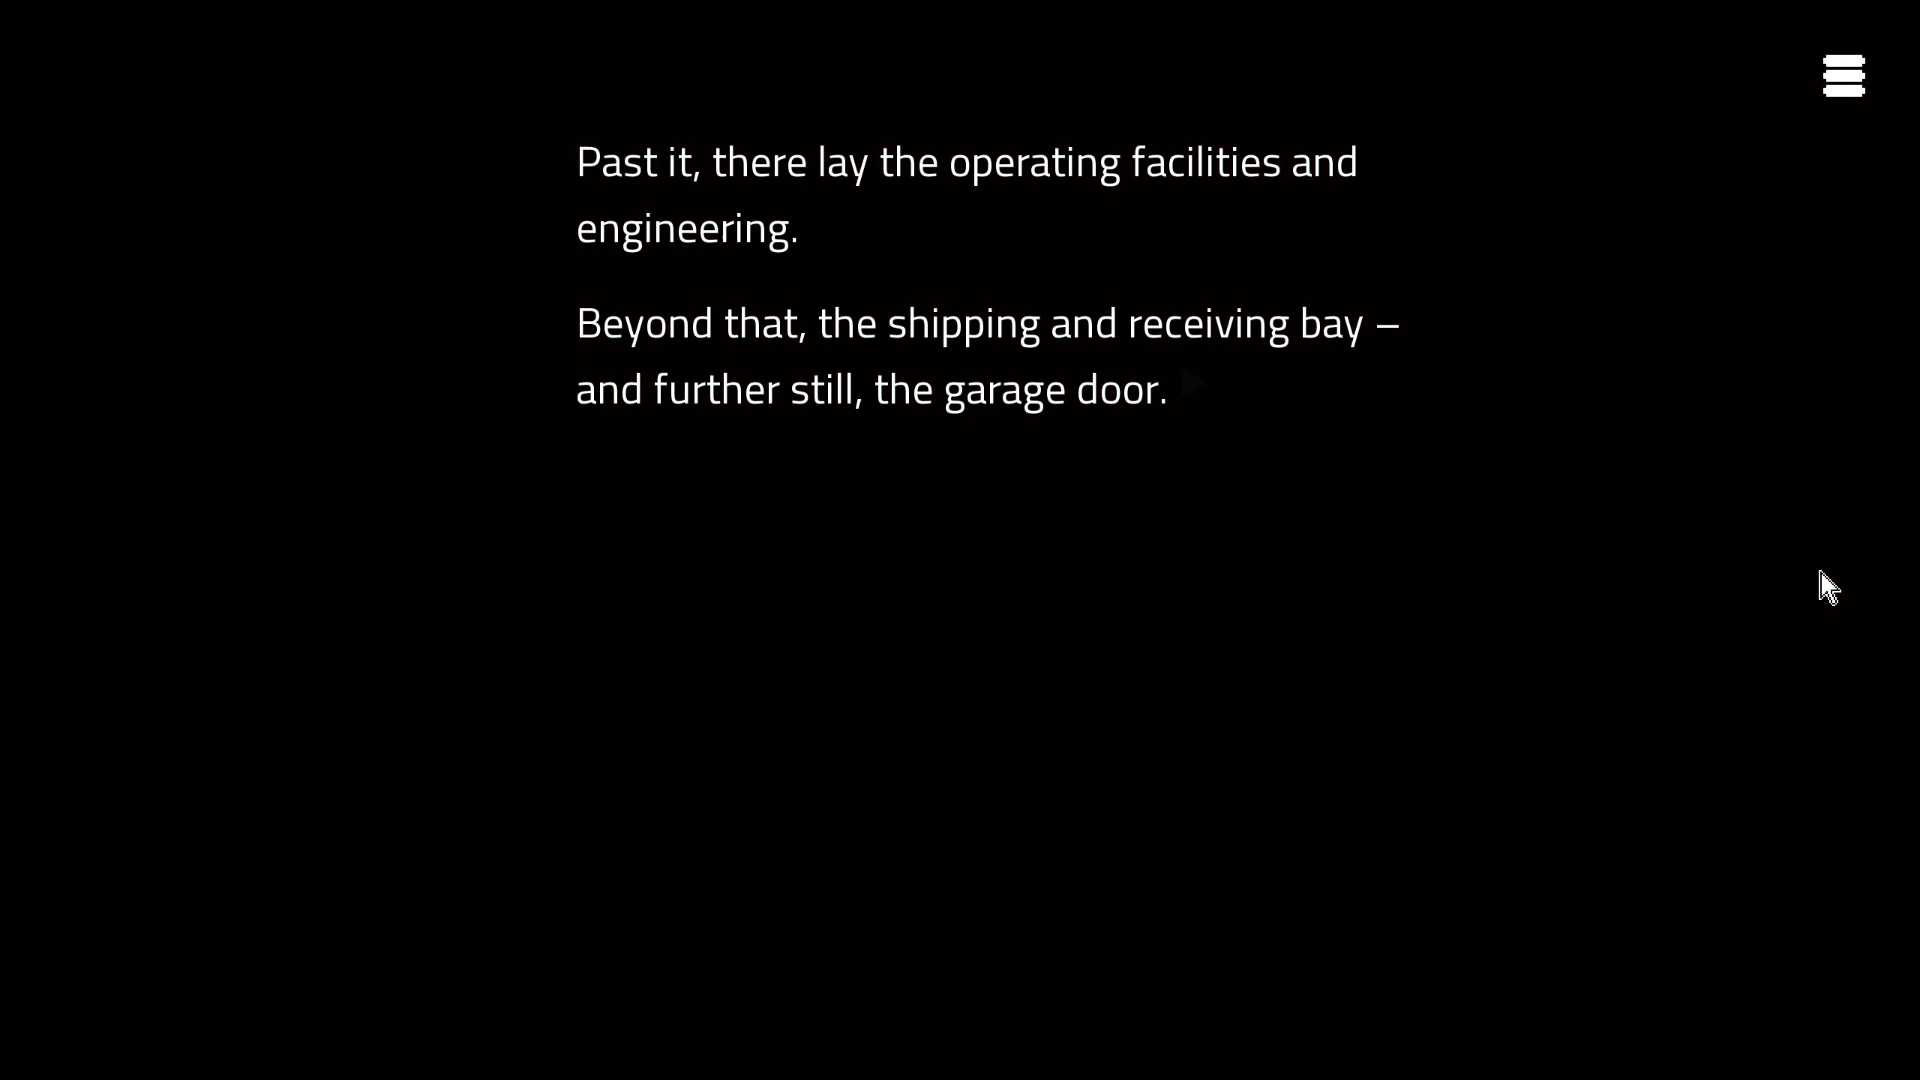 Past it, there lay the operating facilities and
engineering.
Beyond that, the shipping and receiving bay –
and further still, the garage door.